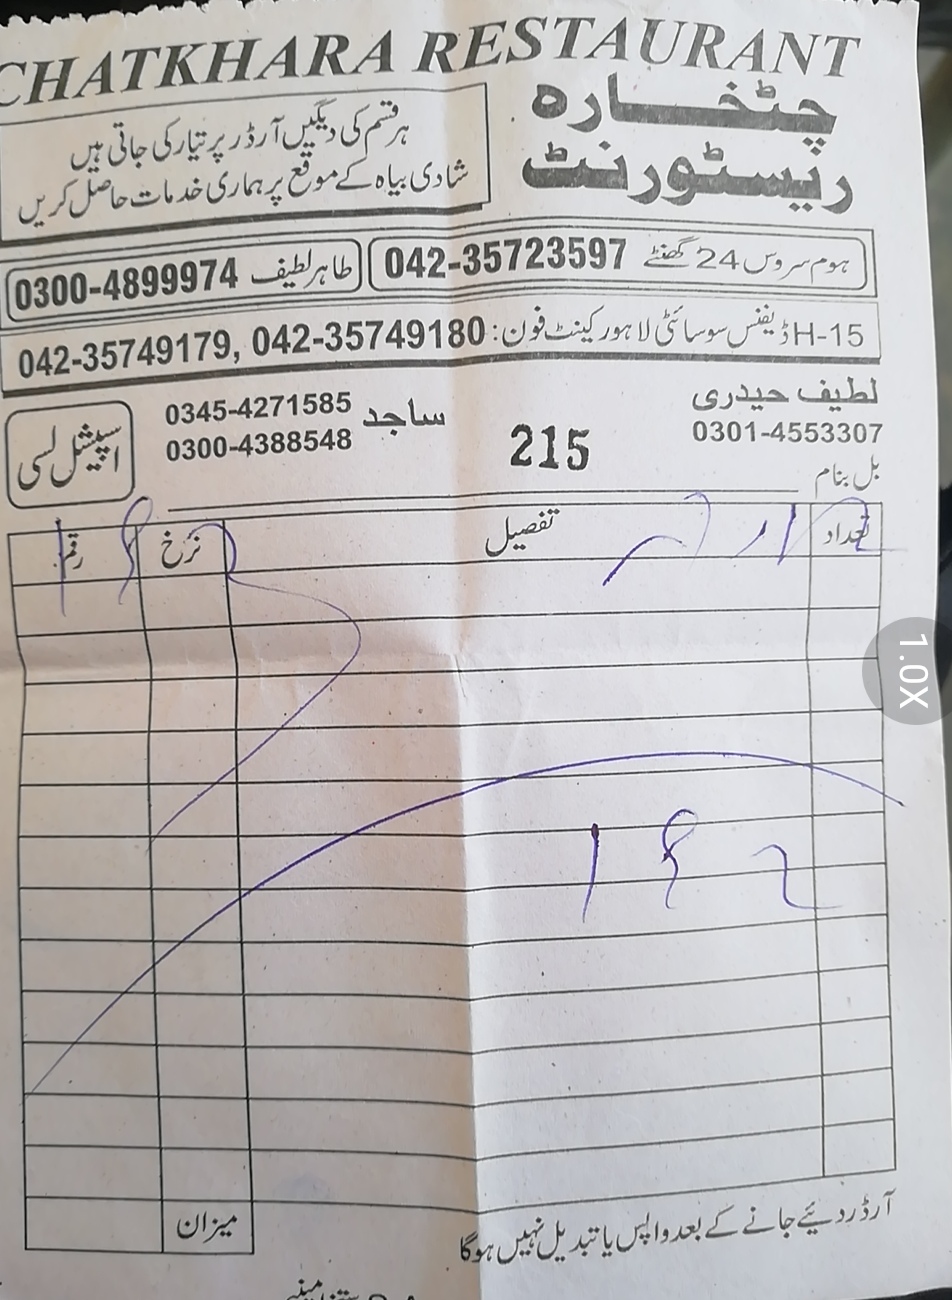 CHATKHARA RESTAURANT
چٹخارہ
ریسٹورنٹ
ہر قسم کی دیگیں آرڈر پر تیار کی جاتی ہیں
شادی بیاہ کے موقع پر ہماری خدمات حاصل کریں
ہوم سروس 24 گھنٹے 042-35723597
طاہر لطیف 0300-4899974
H-15 ڈیفنس سوسائٹی لاہور کینٹ فون: 042-35749179, 042-35749180
لطیف حیدری
0301-4553307
ساجد 0345-4271585
0300-4388548
215
اسپیشل لسی
بل بنام
تعداد تفصیل نرخ رقم
میزان
آرڈر دیئے جانے کے بعد واپس یا تبدیل نہیں ہوگا
1.0X